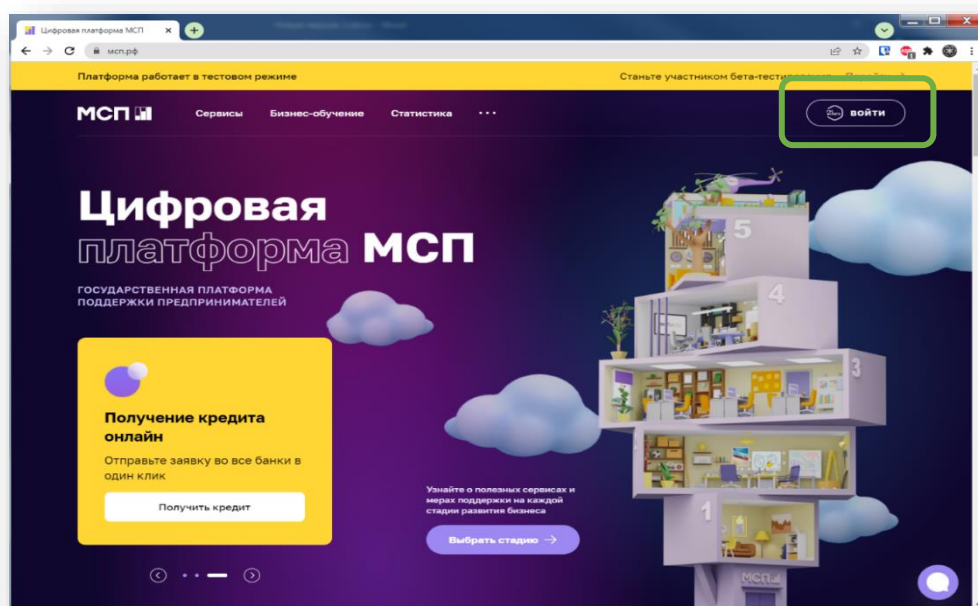 Цифровая платформа МСП
мсп.рф
Платформа работает в тестовом режиме
Станьте участником бета-тестирования
МСП
Сервисы
Бизнес-обучение
Статистика
ВОЙТИ
Цифровая
платформа МСП
ГОСУДАРСТВЕННАЯ ПЛАТФОРМА
ПОДДЕРЖКИ ПРЕДПРИНИМАТЕЛЕЙ
5
4
3
1
Получение кредита
онлайн
Отправьте заявку во все банки в
один клик
Получить кредит
Узнайте о полезных сервисах и
мерах поддержки на каждой
стадии развития бизнеса
Выбрать стадию →
МСП